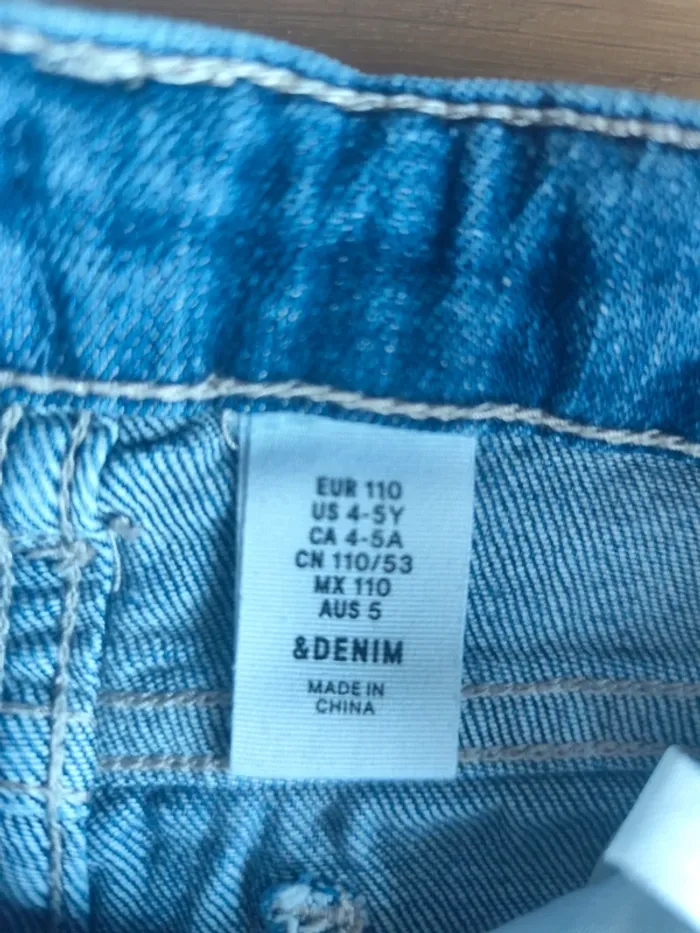 EUR 110
US 4-5Y
CA 4-5A
CN 110/53
MX 110
AUS 5
&DENIM
MADE IN
CHINA